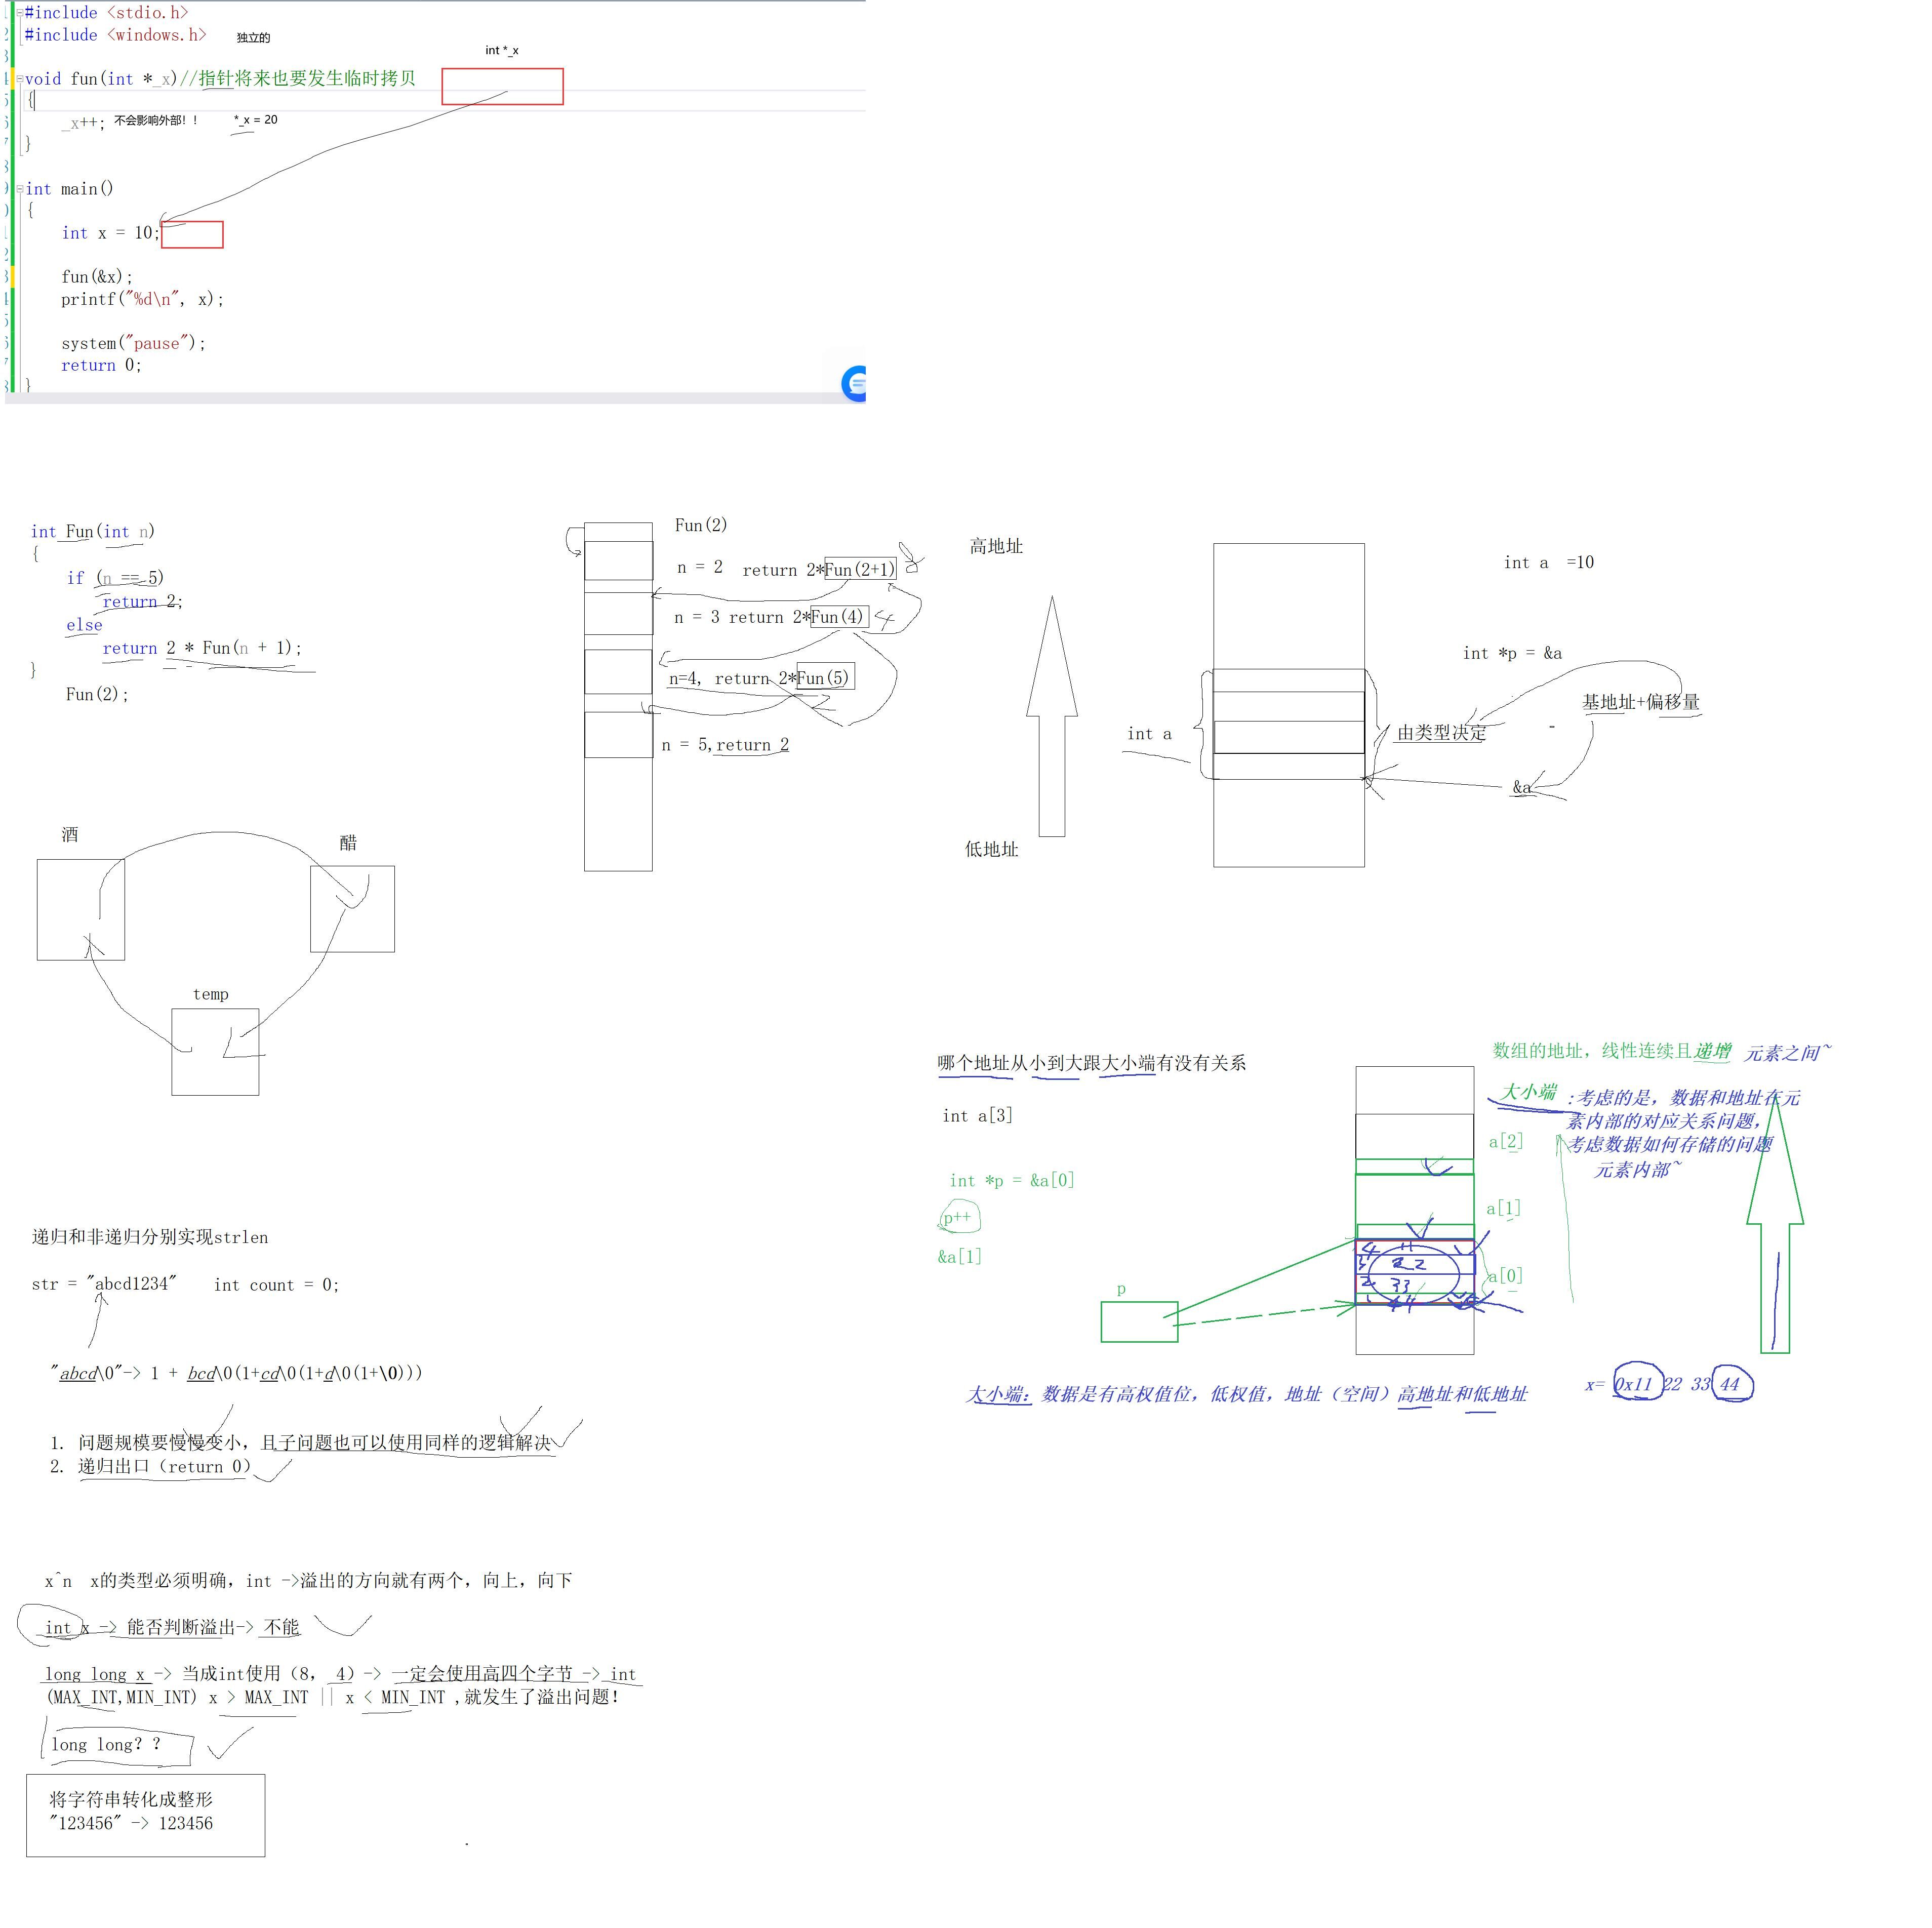 #include <stdio.h>
#include <windows.h>
独立的
int *_x
void fun(int *_x)//指针将来也要发生临时拷贝
{
_x++; 不会影响外部！！ *_x = 20
}
int main()
{
int x = 10;
fun(&x);
printf("%d\n", x);
system("pause");
return 0;
}
int Fun(int n)
{
if (n == 5)
return 2;
else
return 2 * Fun(n + 1);
}
Fun(2);
Fun(2)
n = 2 return 2*Fun(2+1)
n = 3 return 2*Fun(4) 4
n=4, return 2*Fun(5)
2
n = 5,return 2
高地址
低地址
int a =10
int *p = &a
基地址+偏移量
由类型决定
int a
&a
酒
醋
temp
哪个地址从小到大跟大小端有没有关系
int a[3]
int *p = &a[0]
p++
&a[1]
p
数组的地址，线性连续且递增 元素之间~
大小端 :考虑的是，数据和地址在元
素内部的对应关系问题，
考虑数据如何存储的问题
元素内部~
a[2]
a[1]
a[0]
4 11
3 22
2 33
1 44
x= 0x11 22 33 44
大小端：数据是有高权值位，低权值，地址（空间）高地址和低地址
递归和非递归分别实现strlen
str = "abcd1234" int count = 0;
"abcd\0"-> 1 + bcd\0(1+cd\0(1+d\0(1+\0)))
1. 问题规模要慢慢变小，且子问题也可以使用同样的逻辑解决
2. 递归出口（return 0）
x^n x的类型必须明确，int ->溢出的方向就有两个，向上，向下
int x -> 能否判断溢出-> 不能
long long x -> 当成int使用（8， 4）-> 一定会使用高四个字节 -> int
(MAX_INT,MIN_INT) x > MAX_INT || x < MIN_INT ,就发生了溢出问题！
long long？？
将字符串转化成整形
"123456" -> 123456